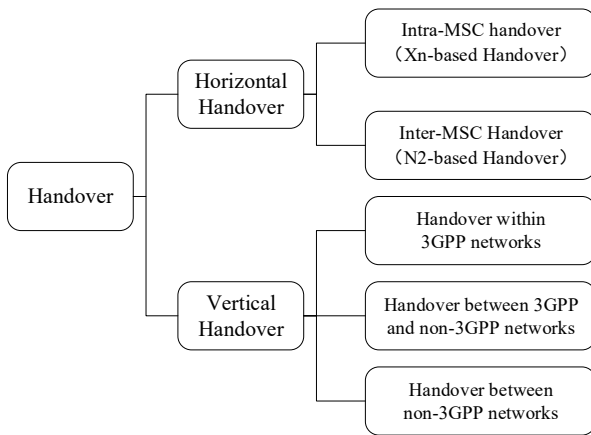 Handover
Horizontal
Handover
Vertical
Handover
Intra-MSC handover
（Xn-based Handover）
Inter-MSC Handover
（N2-based Handover）
Handover within
3GPP networks
Handover between 3GPP
and non-3GPP networks
Handover between
non-3GPP networks